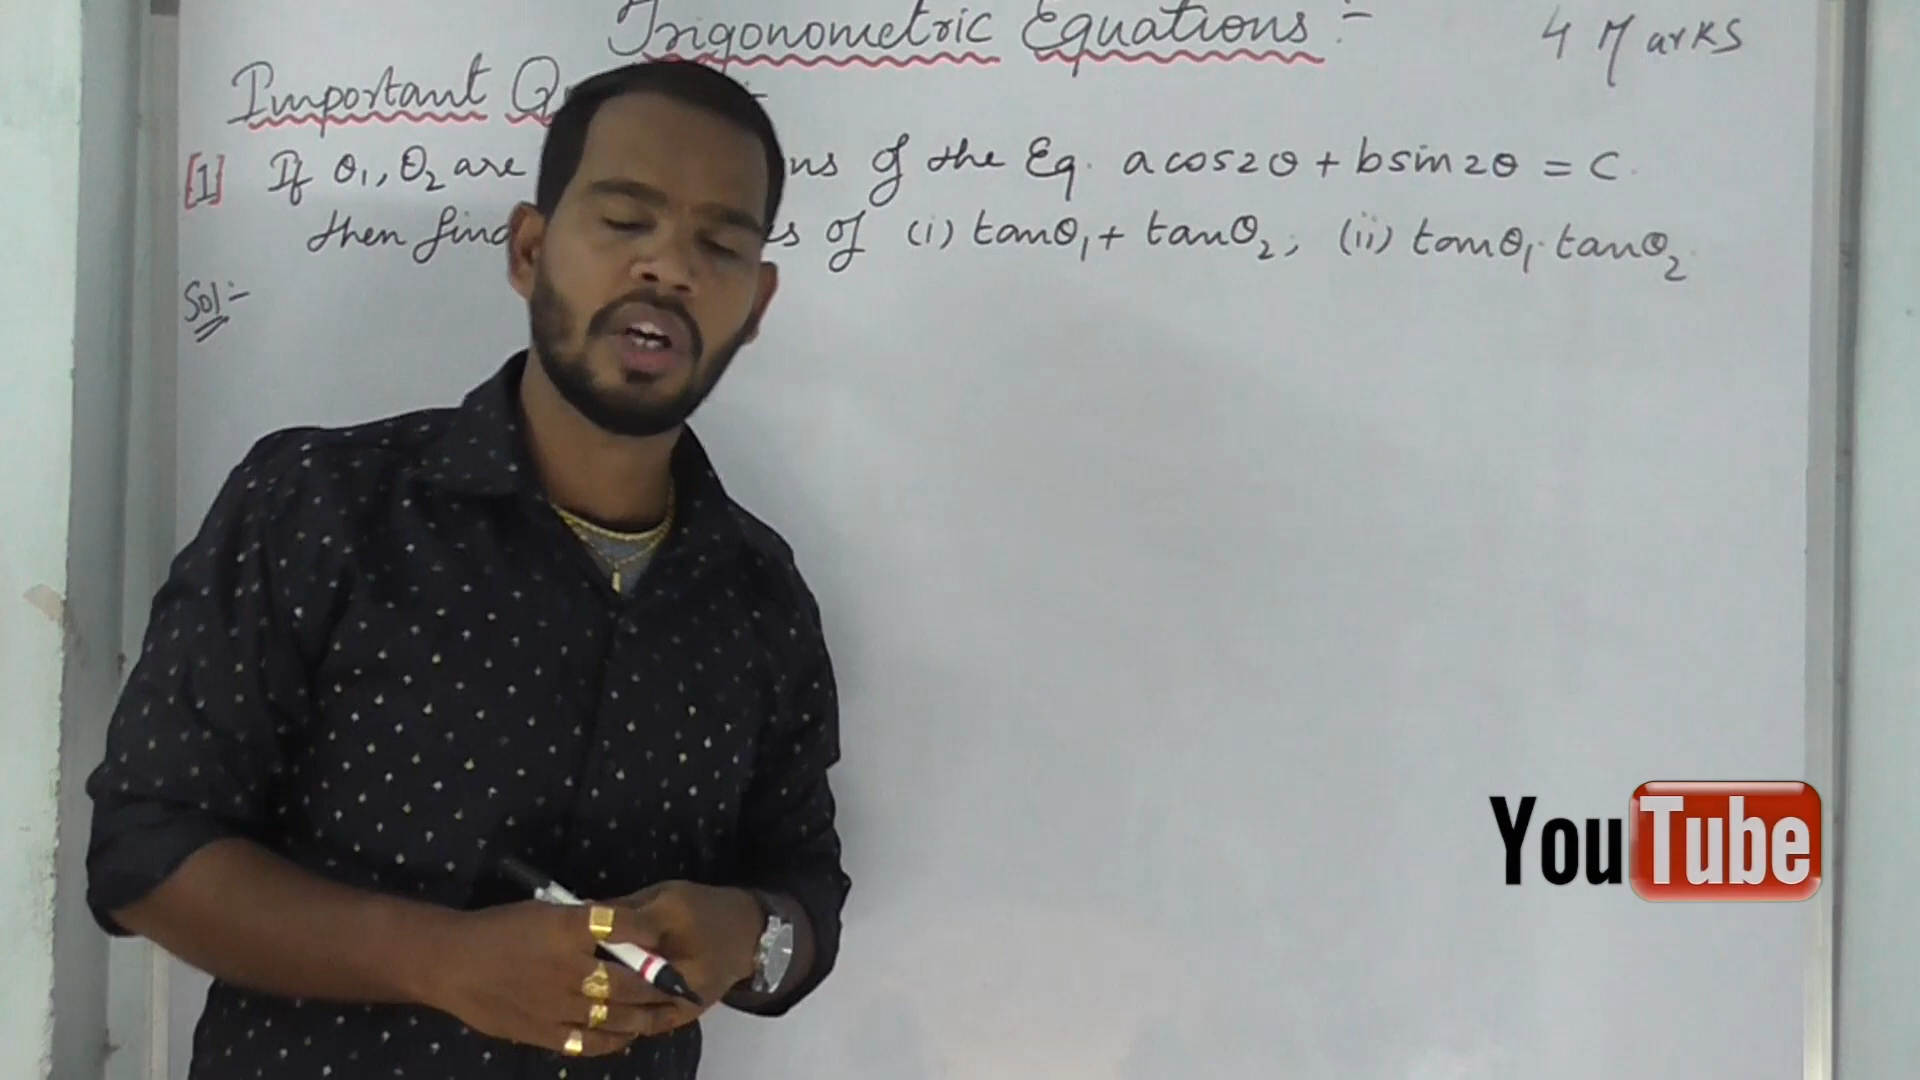 Trigonometric Equations :-
4 Marks
Important
[1] If θ₁, θ₂ are of the Eq. a cos2θ + b sin2θ = c.
then find of (i) tanθ₁ + tanθ₂, (ii) tanθ₁·tanθ₂
Sol:-
YouTube